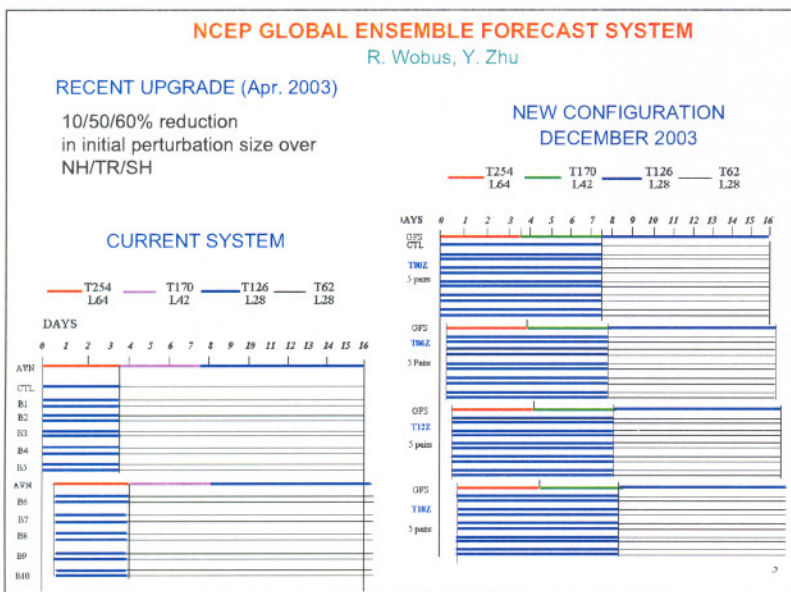 NCEP GLOBAL ENSEMBLE FORECAST SYSTEM
R. Wobus, Y. Zhu
RECENT UPGRADE (Apr. 2003)
10/50/60% reduction
in initial perturbation size over
NH/TR/SH
CURRENT SYSTEM
T254 T170 T126 T62
L64 L42 L28 L28
DAYS
0 1 2 3 4 5 6 7 8 9 10 11 12 13 14 15 16
AVN
CTL
B1
B2
B3
B4
B5
AVN
B6
B7
B8
B9
B10
NEW CONFIGURATION
DECEMBER 2003
T254 T170 T126 T62
L64 L42 L28 L28
DAYS
0 1 2 3 4 5 6 7 8 9 10 11 12 13 14 15 16
GFS
CTL
T00Z
5 pairs
GFS
T06Z
5 Pairs
GFS
T12Z
5 pairs
GFS
T18Z
5 pairs